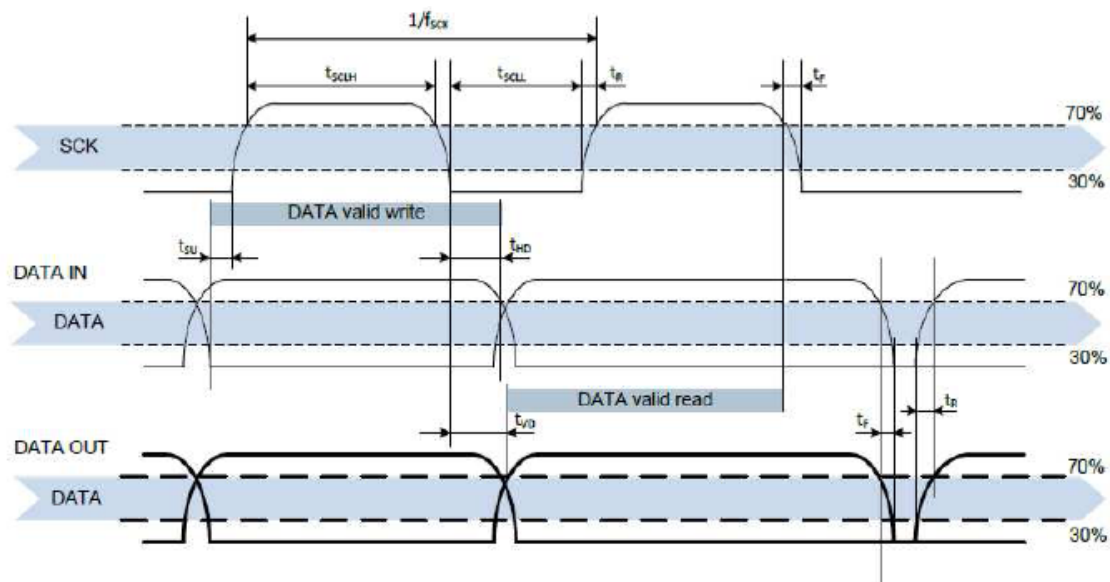 1/fSCK
tSCLH
tSCLL
tR
tF
70%
SCK
30%
DATA valid write
tSU
tHD
DATA IN
70%
DATA
30%
DATA valid read
tR
tVD
tF
DATA OUT
70%
DATA
30%